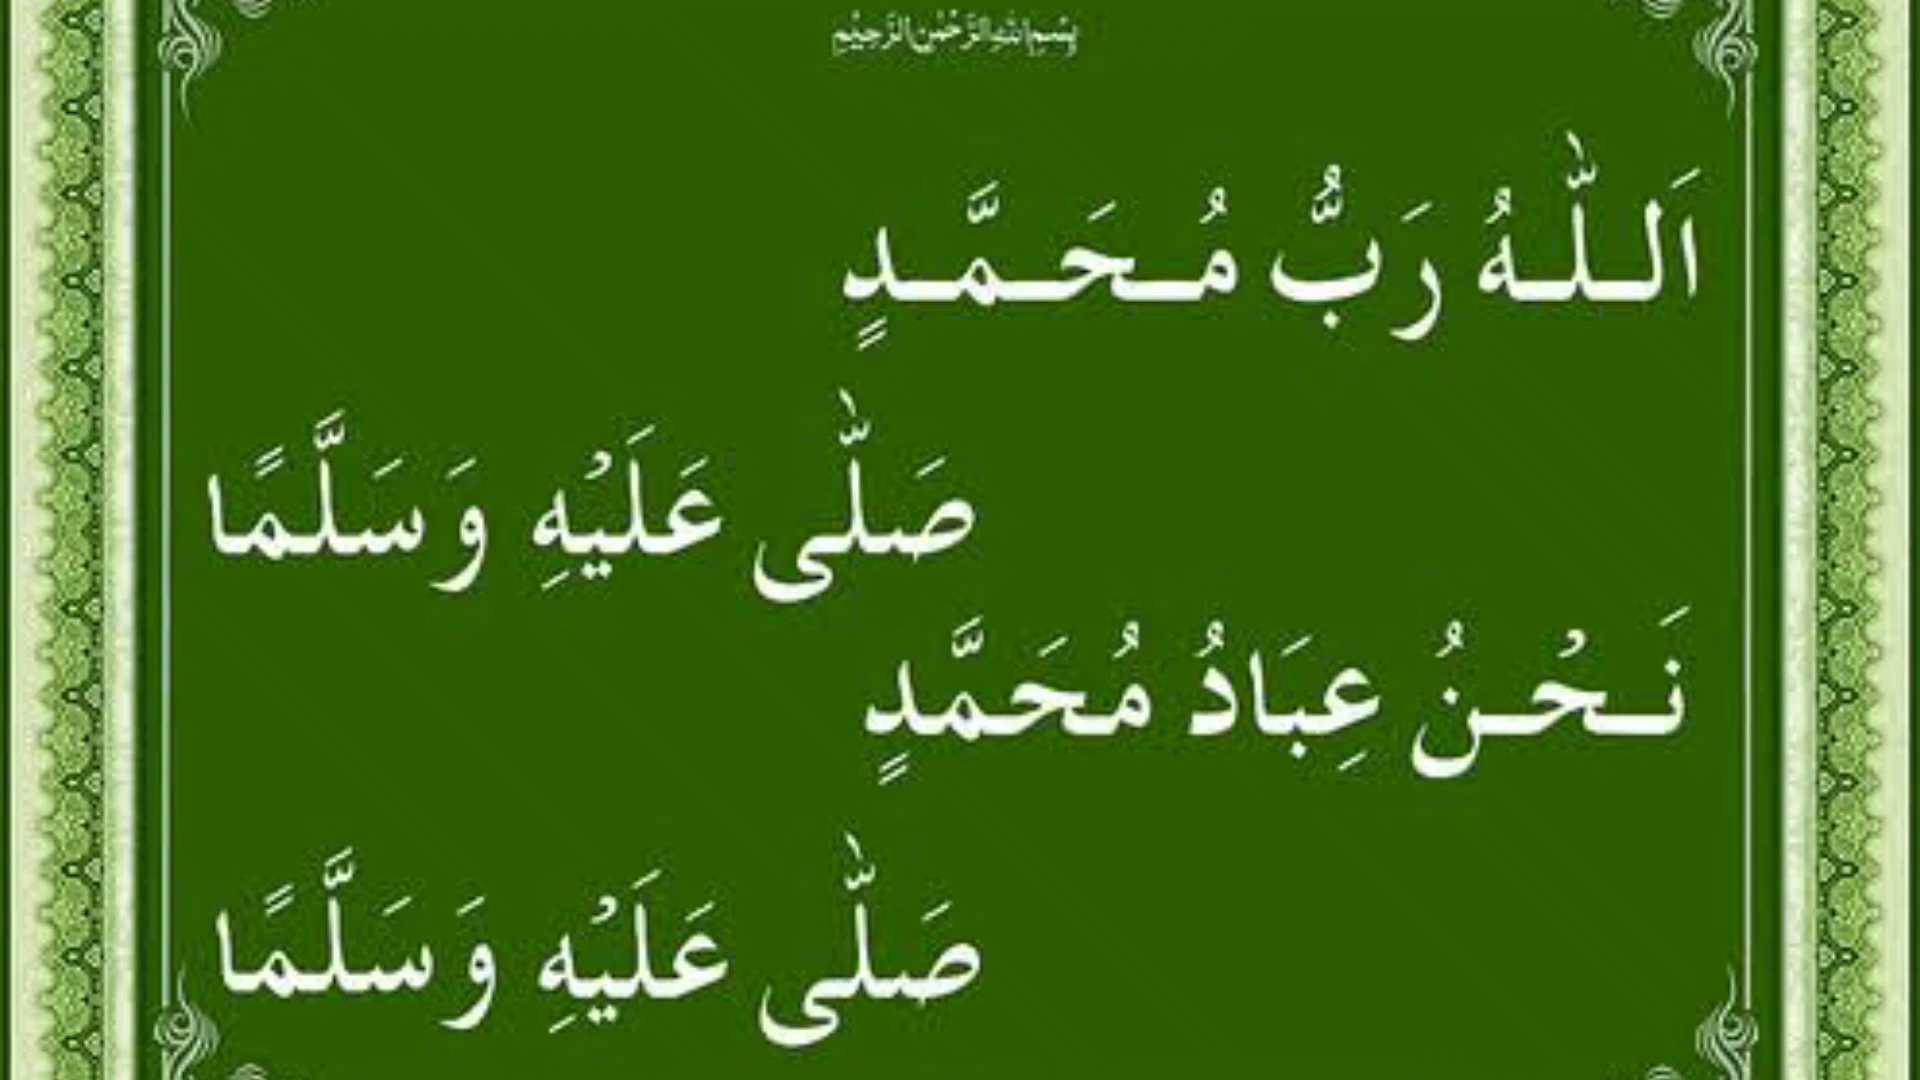 بِسْمِ اللهِ الرَّحْمٰنِ الرَّحِيْمِ
اَللّٰهُ رَبُّ مُحَمَّدٍ
صَلّٰى عَلَيْهِ وَسَلَّمًا
نَحْنُ عِبَادُ مُحَمَّدٍ
صَلّٰى عَلَيْهِ وَسَلَّمًا